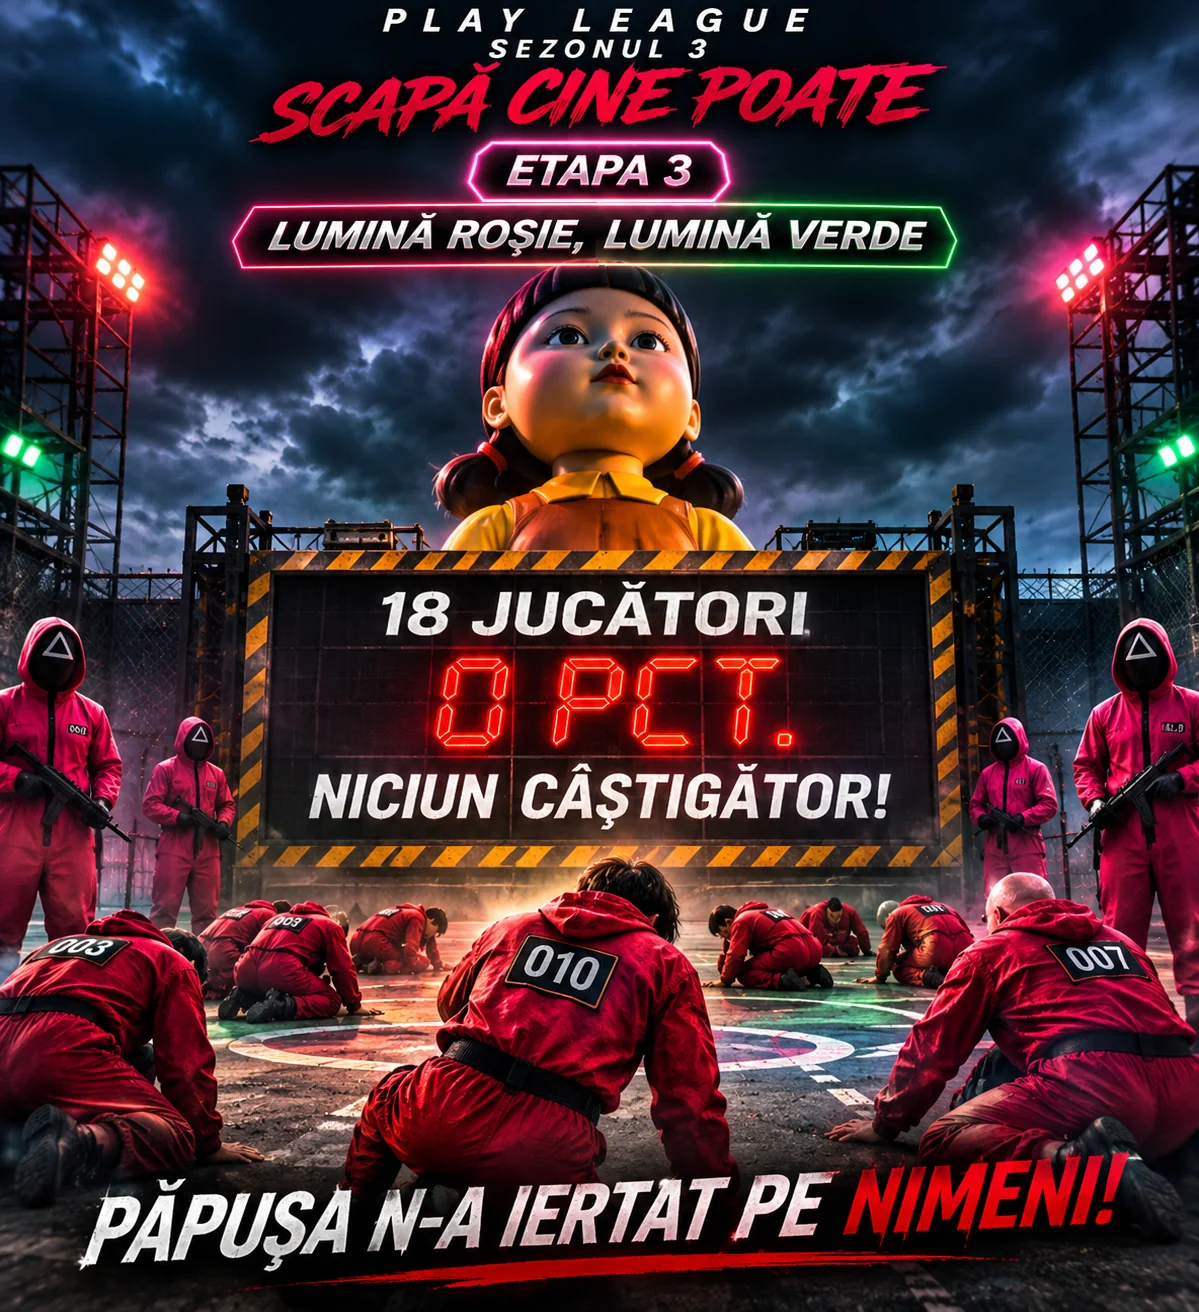 PLAY LEAGUE
SEZONUL 3
SCAPĂ CINE POATE
ETAPA 3
LUMINĂ ROȘIE, LUMINĂ VERDE
18 JUCĂTORI
0 PCT.
NICIUN CÂȘTIGĂTOR!
003
003
010
007
PĂPUȘA N-A IERTAT PE NIMENI!